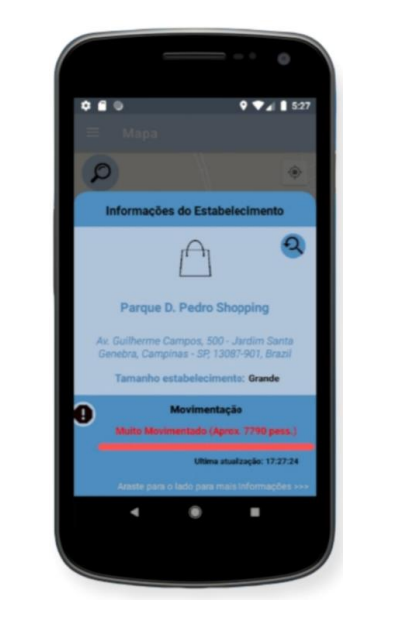 5:27
Mapa
Informações do Estabelecimento
Parque D. Pedro Shopping
Av. Guilherme Campos, 500 - Jardim Santa
Genebra, Campinas - SP, 13087-901, Brazil
Tamanho estabelecimento: Grande
Movimentação
Muito Movimentado (Aprox. 7790 pess.)
Ultima atualização: 17:27:24
Arraste para o lado para mais informações >>>